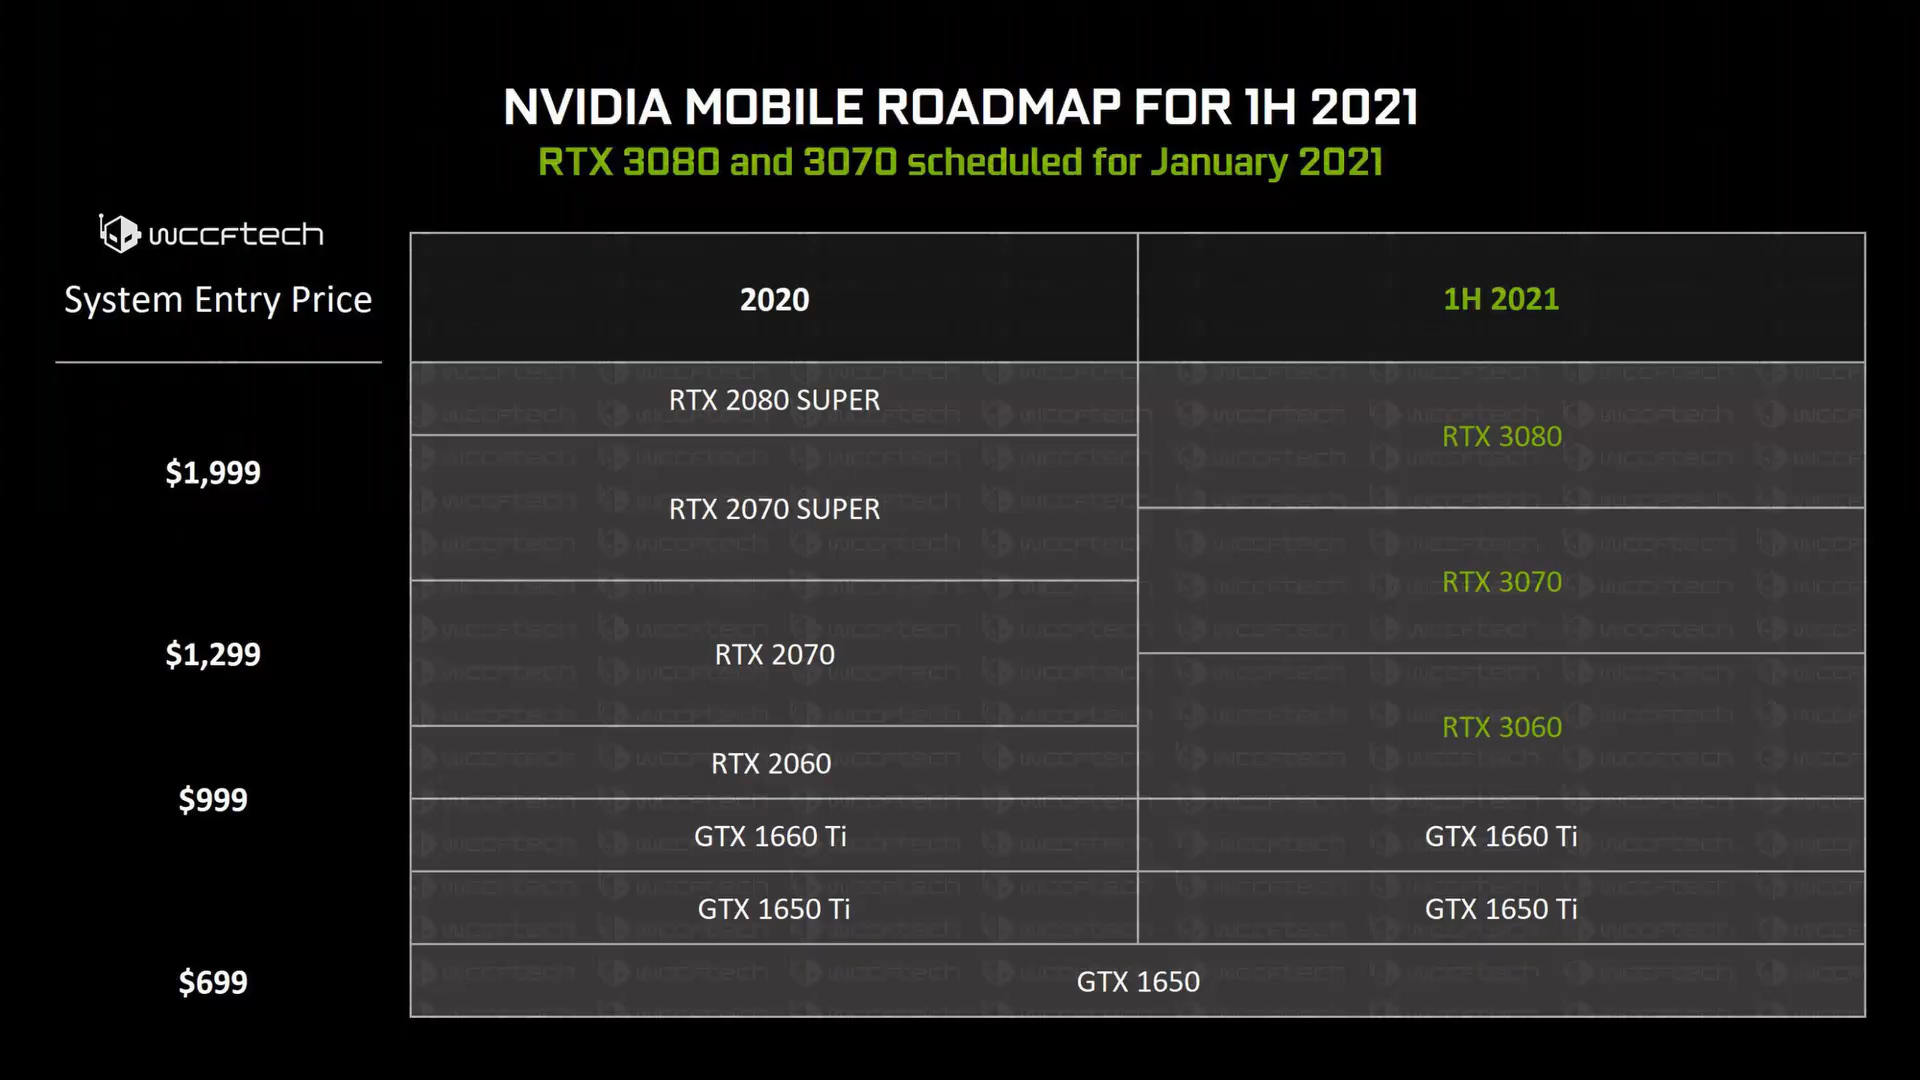 NVIDIA MOBILE ROADMAP FOR 1H 2021
RTX 3080 and 3070 scheduled for January 2021
wccftech
System Entry Price
2020
1H 2021
RTX 2080 SUPER
RTX 3080
$1,999
RTX 2070 SUPER
RTX 3070
$1,299
RTX 2070
RTX 3060
RTX 2060
$999
GTX 1660 Ti
GTX 1660 Ti
GTX 1650 Ti
GTX 1650 Ti
$699
GTX 1650